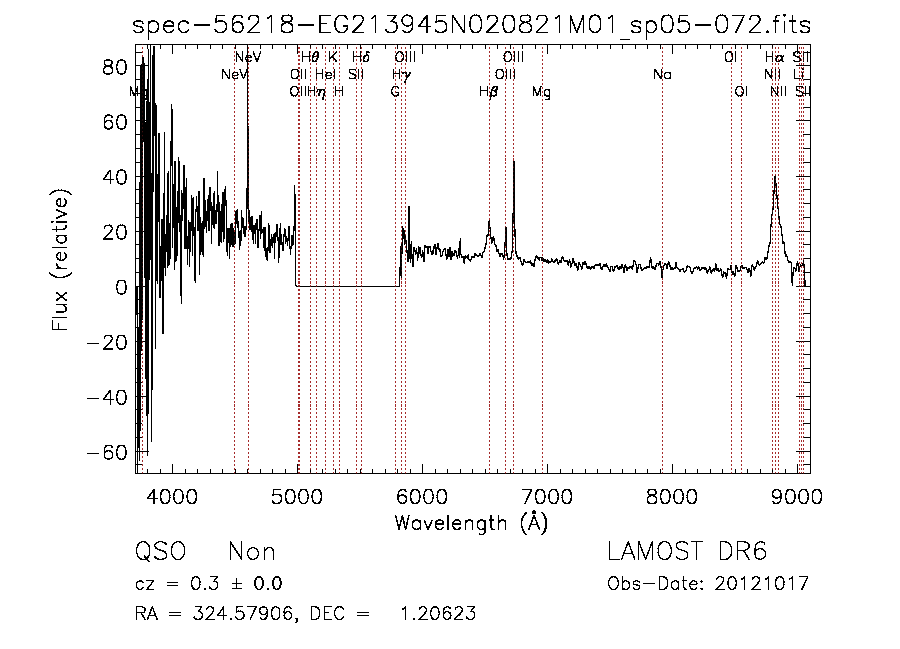 spec-56218-EG213945N020821M01_sp05-072.fits
NeV Hθ K Hδ OIII OIII OI Hα SII
NeV OII HeI SII Hγ OIII Na NII Li
Mg OII Hη H G Hβ Mg OI NII SII
80
60
40
20
0
−20
−40
−60
Flux (relative)
4000 5000 6000 7000 8000 9000
Wavelength (Å)
QSO Non LAMOST DR6
cz = 0.3 ± 0.0 Obs-Date: 20121017
RA = 324.57906, DEC = 1.20623